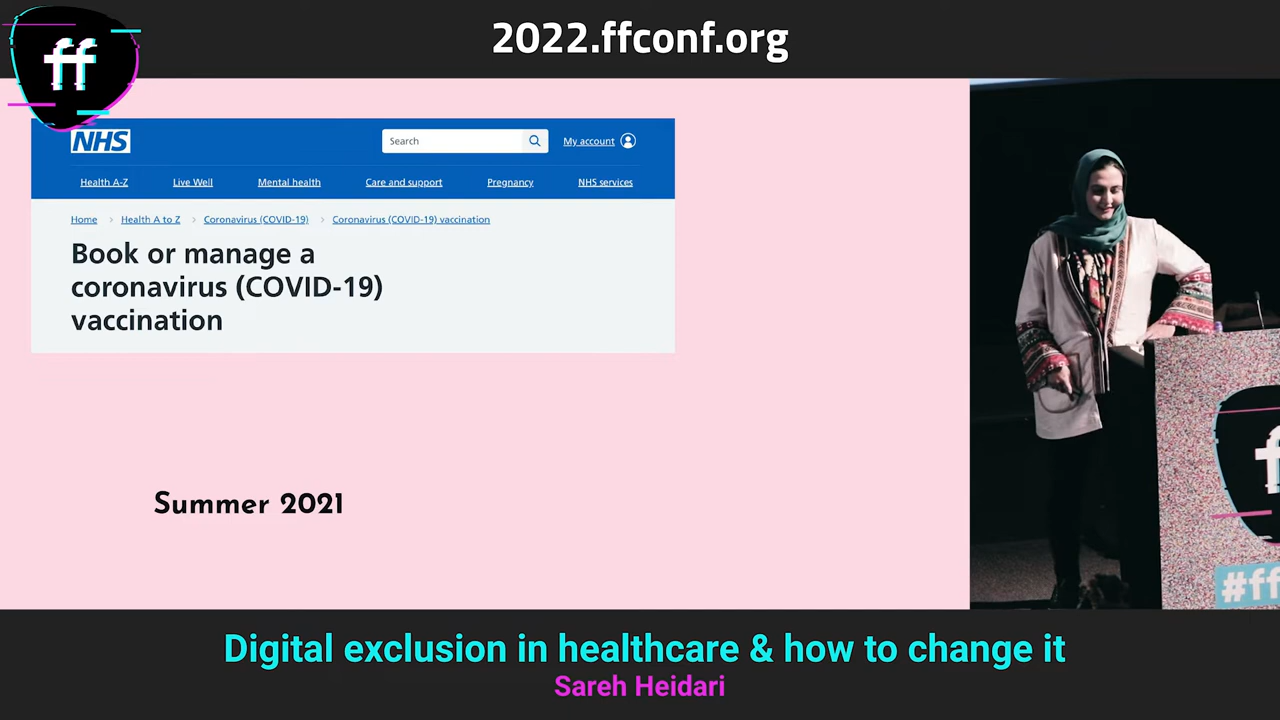 2022.ffconf.org
ff
NHS
Search
My account
Health A-Z Live Well Mental health Care and support Pregnancy NHS services
Home Health A to Z Coronavirus (COVID-19) Coronavirus (COVID-19) vaccination
Book or manage a
coronavirus (COVID-19)
vaccination
Summer 2021
f
#ff
Digital exclusion in healthcare & how to change it
Sareh Heidari